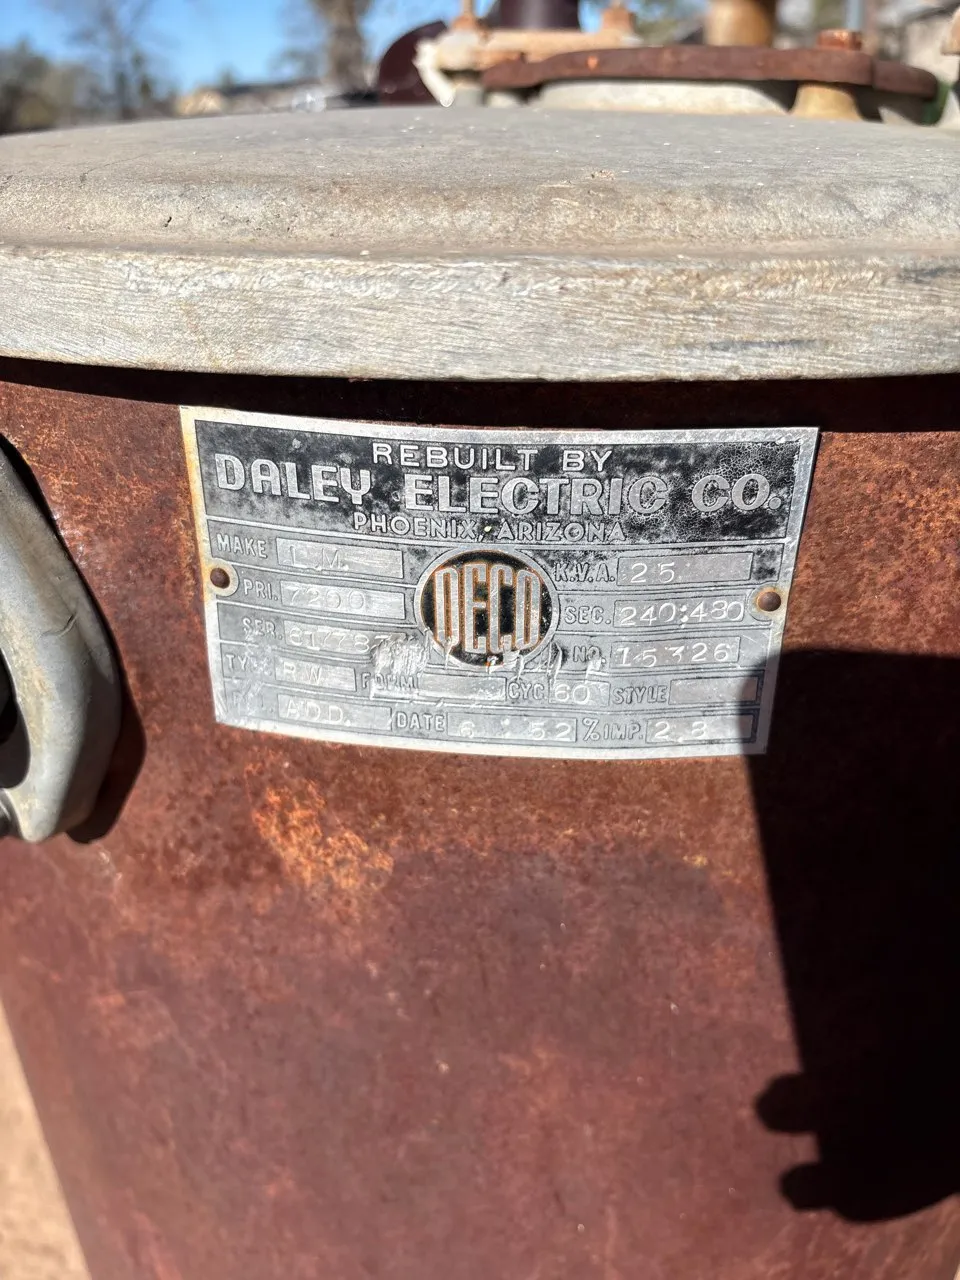 REBUILT BY
DALEY ELECTRIC CO.
PHOENIX, ARIZONA
MAKE L.M. K.V.A. 25
PRI. 7200 DECO SEC. 240:480
SER. NO. 15326
FORM CYC. 60 STYLE
ADD. DATE 6 52 % IMP. 2.3